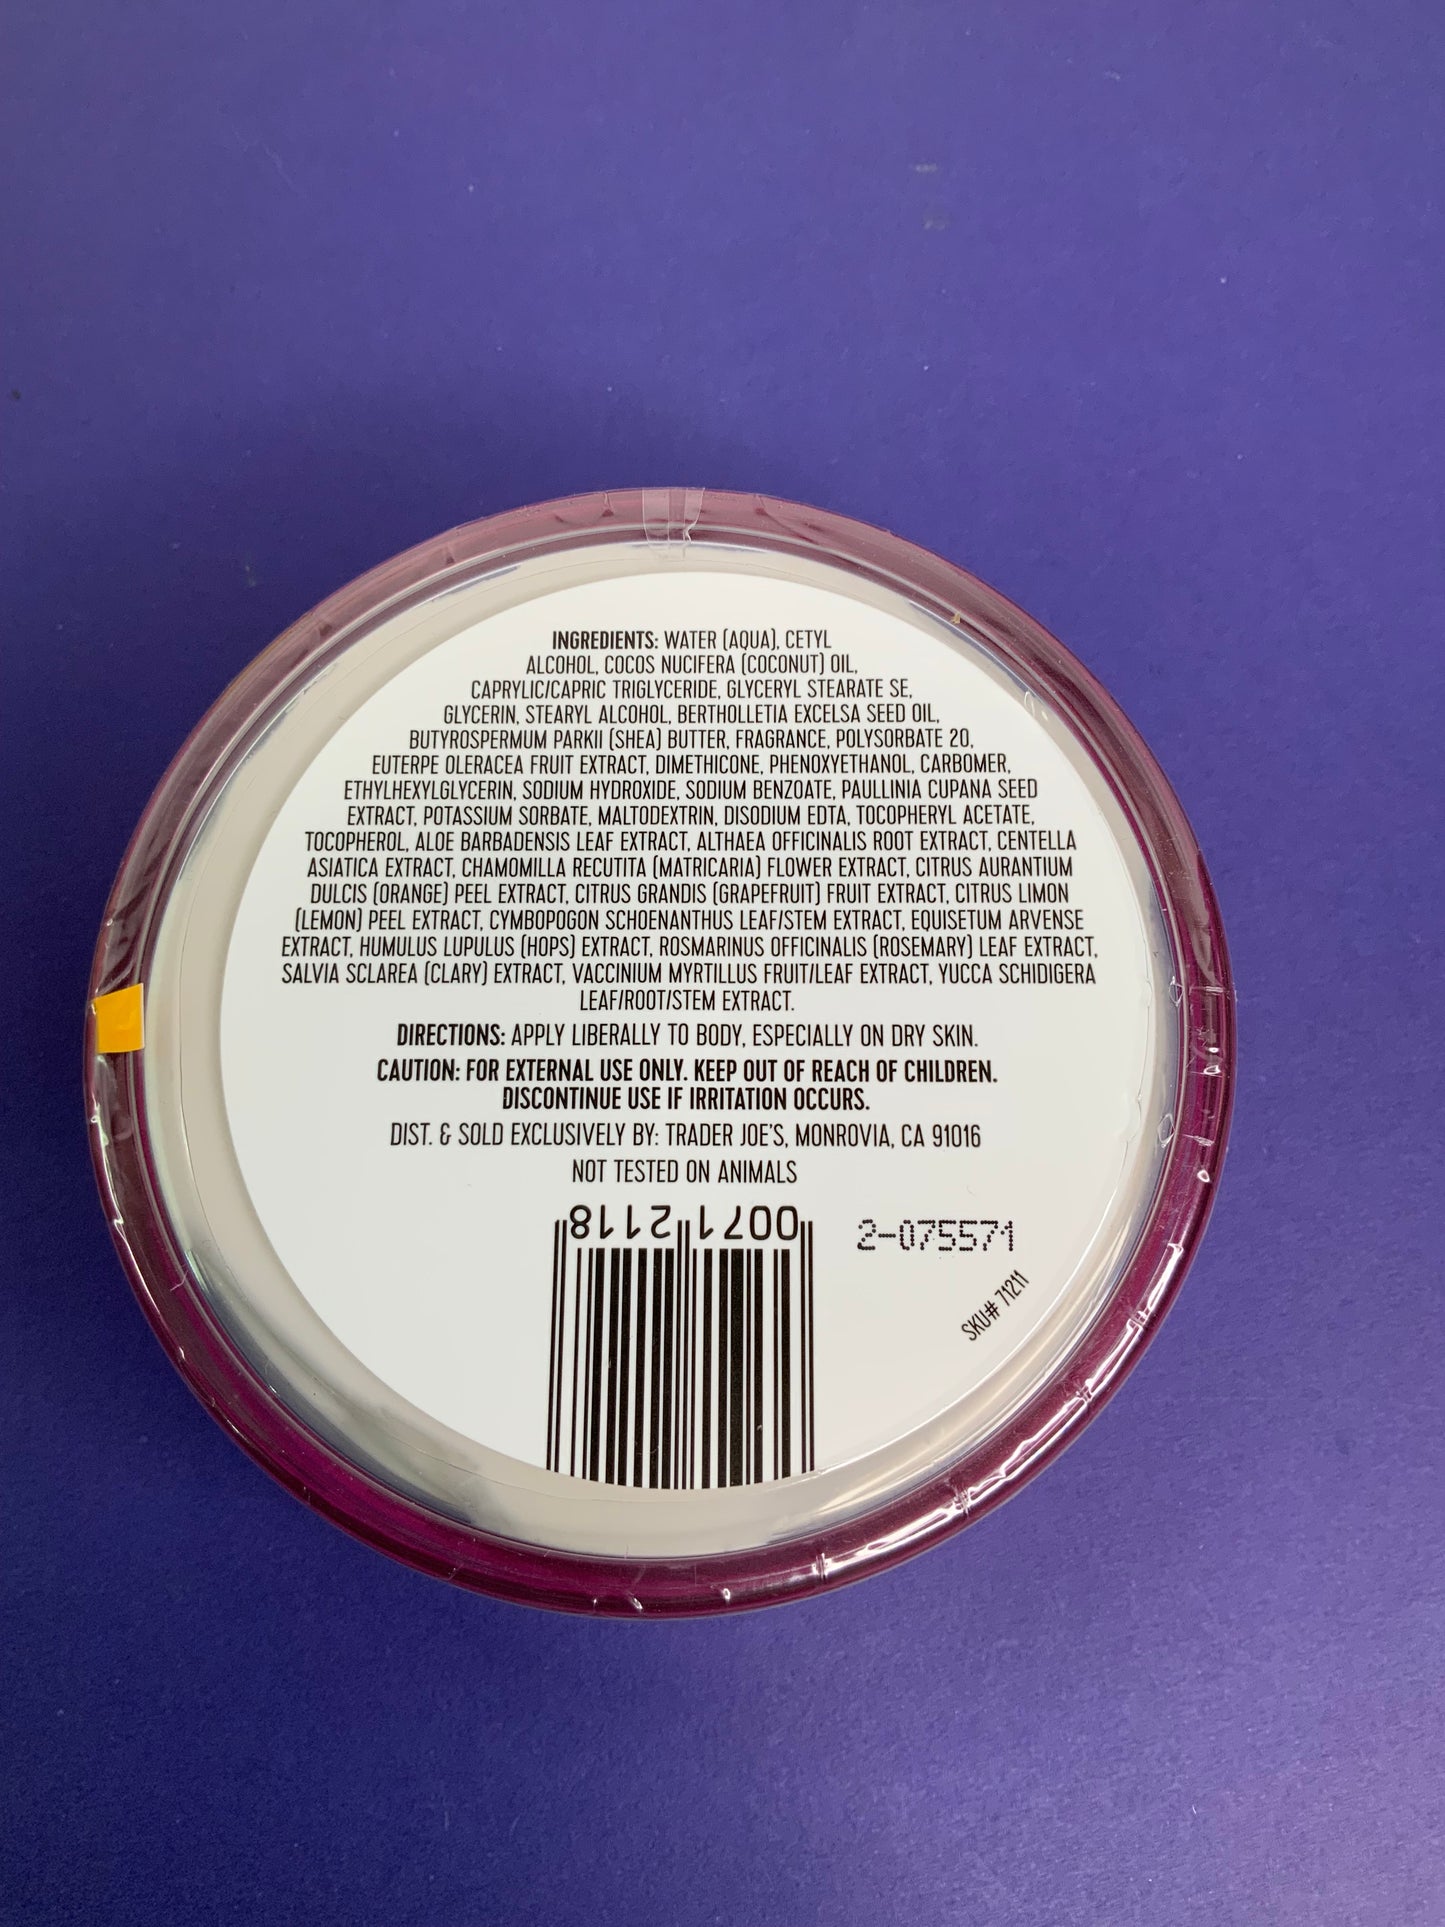 INGREDIENTS: WATER (AQUA), CETYL
ALCOHOL, COCOS NUCIFERA (COCONUT) OIL,
CAPRYLIC/CAPRIC TRIGLYCERIDE, GLYCERYL STEARATE SE,
GLYCERIN, STEARYL ALCOHOL, BERTHOLLETIA EXCELSA SEED OIL,
BUTYROSPERMUM PARKII (SHEA) BUTTER, FRAGRANCE, POLYSORBATE 20,
EUTERPE OLERACEA FRUIT EXTRACT, DIMETHICONE, PHENOXYETHANOL, CARBOMER,
ETHYLHEXYLGLYCERIN, SODIUM HYDROXIDE, SODIUM BENZOATE, PAULLINIA CUPANA SEED
EXTRACT, POTASSIUM SORBATE, MALTODEXTRIN, DISODIUM EDTA, TOCOPHERYL ACETATE,
TOCOPHEROL, ALOE BARBADENSIS LEAF EXTRACT, ALTHAEA OFFICINALIS ROOT EXTRACT, CENTELLA
ASIATICA EXTRACT, CHAMOMILLA RECUTITA (MATRICARIA) FLOWER EXTRACT, CITRUS AURANTIUM
DULCIS (ORANGE) PEEL EXTRACT, CITRUS GRANDIS (GRAPEFRUIT) FRUIT EXTRACT, CITRUS LIMON
(LEMON) PEEL EXTRACT, CYMBOPOGON SCHOENANTHUS LEAF/STEM EXTRACT, EQUISETUM ARVENSE
EXTRACT, HUMULUS LUPULUS (HOPS) EXTRACT, ROSMARINUS OFFICINALIS (ROSEMARY) LEAF EXTRACT,
SALVIA SCLAREA (CLARY) EXTRACT, VACCINIUM MYRTILLUS FRUIT/LEAF EXTRACT, YUCCA SCHIDIGERA
LEAF/ROOT/STEM EXTRACT.
DIRECTIONS: APPLY LIBERALLY TO BODY, ESPECIALLY ON DRY SKIN.
CAUTION: FOR EXTERNAL USE ONLY. KEEP OUT OF REACH OF CHILDREN.
DISCONTINUE USE IF IRRITATION OCCURS.
DIST. & SOLD EXCLUSIVELY BY: TRADER JOE'S, MONROVIA, CA 91016
NOT TESTED ON ANIMALS
0071 2118
2-075571
SKU# 71211